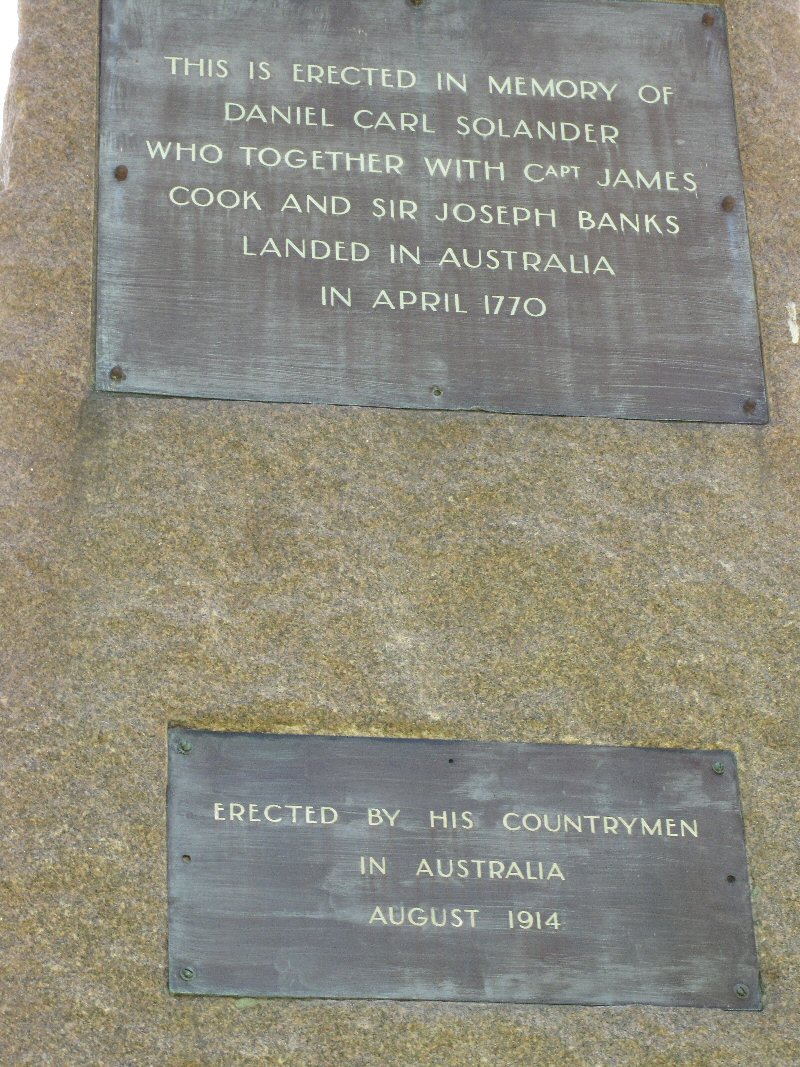 THIS IS ERECTED IN MEMORY OF
DANIEL CARL SOLANDER
WHO TOGETHER WITH CAPT JAMES
COOK AND SIR JOSEPH BANKS
LANDED IN AUSTRALIA
IN APRIL 1770
ERECTED BY HIS COUNTRYMEN
IN AUSTRALIA
AUGUST 1914